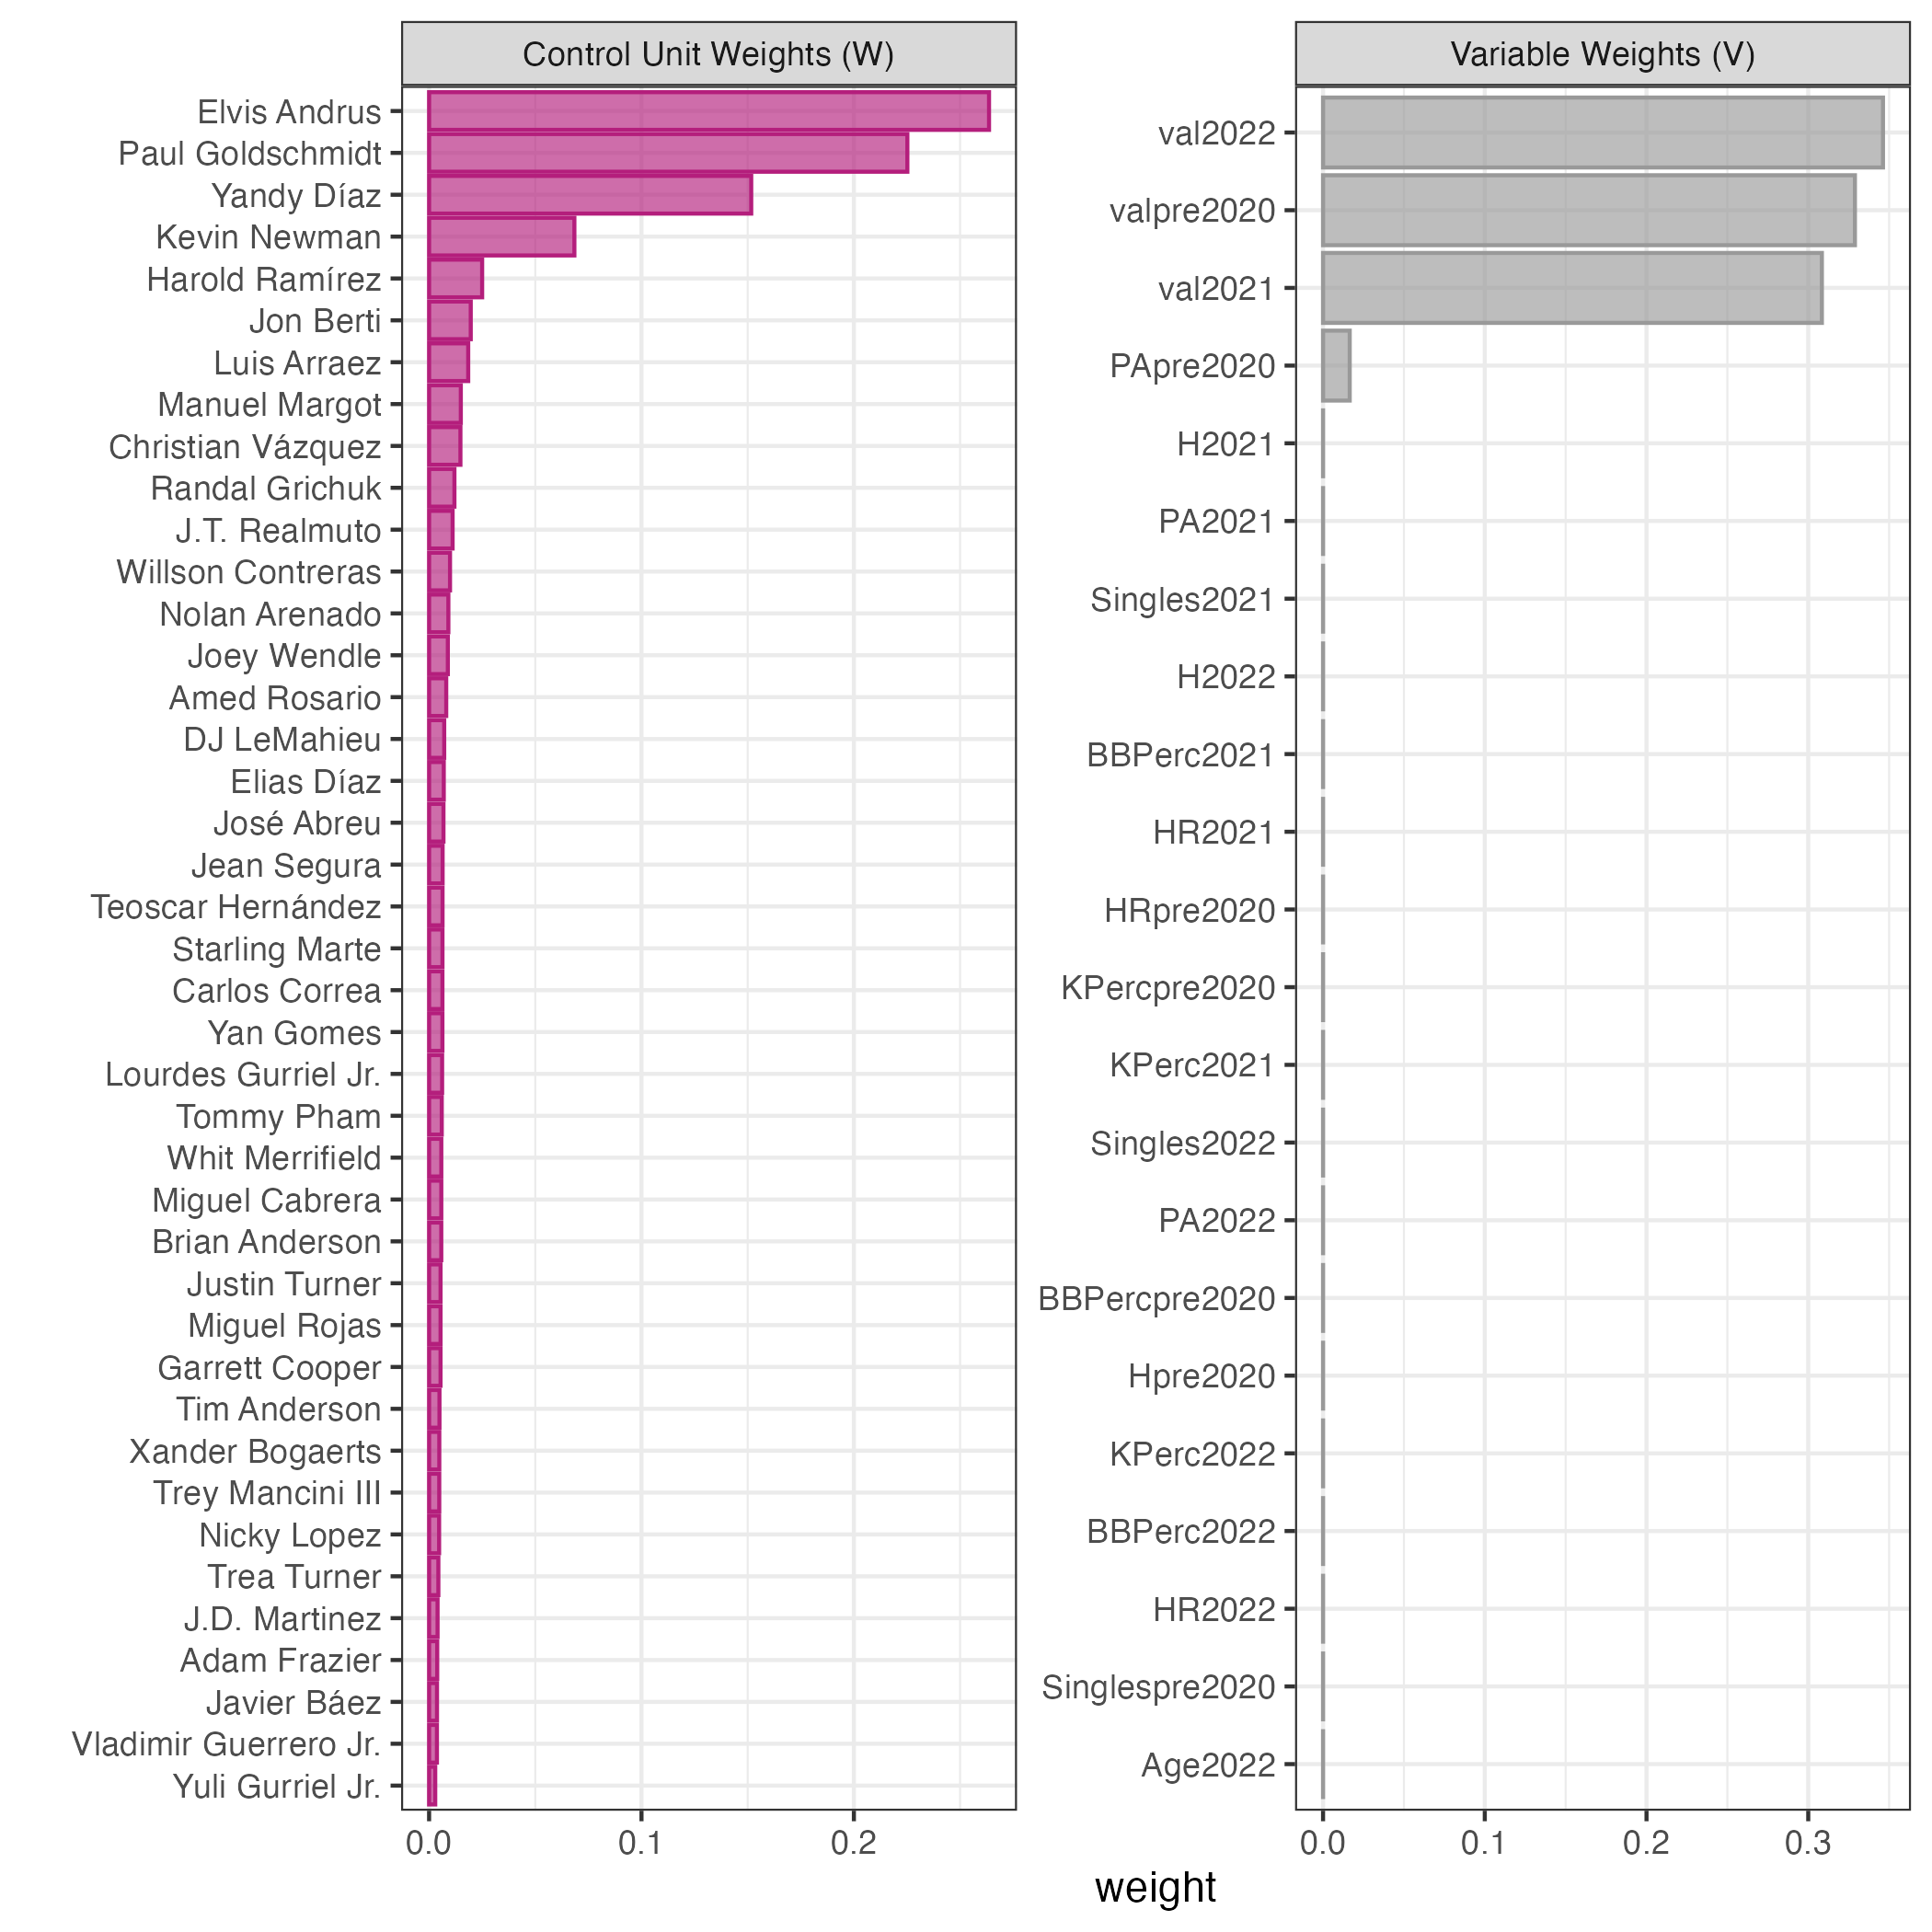 Control Unit Weights (W)
Elvis Andrus
Paul Goldschmidt
Yandy Díaz
Kevin Newman
Harold Ramírez
Jon Berti
Luis Arraez
Manuel Margot
Christian Vázquez
Randal Grichuk
J.T. Realmuto
Willson Contreras
Nolan Arenado
Joey Wendle
Amed Rosario
DJ LeMahieu
Elias Díaz
José Abreu
Jean Segura
Teoscar Hernández
Starling Marte
Carlos Correa
Yan Gomes
Lourdes Gurriel Jr.
Tommy Pham
Whit Merrifield
Miguel Cabrera
Brian Anderson
Justin Turner
Miguel Rojas
Garrett Cooper
Tim Anderson
Xander Bogaerts
Trey Mancini III
Nicky Lopez
Trea Turner
J.D. Martinez
Adam Frazier
Javier Báez
Vladimir Guerrero Jr.
Yuli Gurriel Jr.
0.0 0.1 0.2
Variable Weights (V)
val2022
valpre2020
val2021
PApre2020
H2021
PA2021
Singles2021
H2022
BBPerc2021
HR2021
HRpre2020
KPercpre2020
KPerc2021
Singles2022
PA2022
BBPercpre2020
Hpre2020
KPerc2022
BBPerc2022
HR2022
Singlespre2020
Age2022
0.0 0.1 0.2 0.3
weight